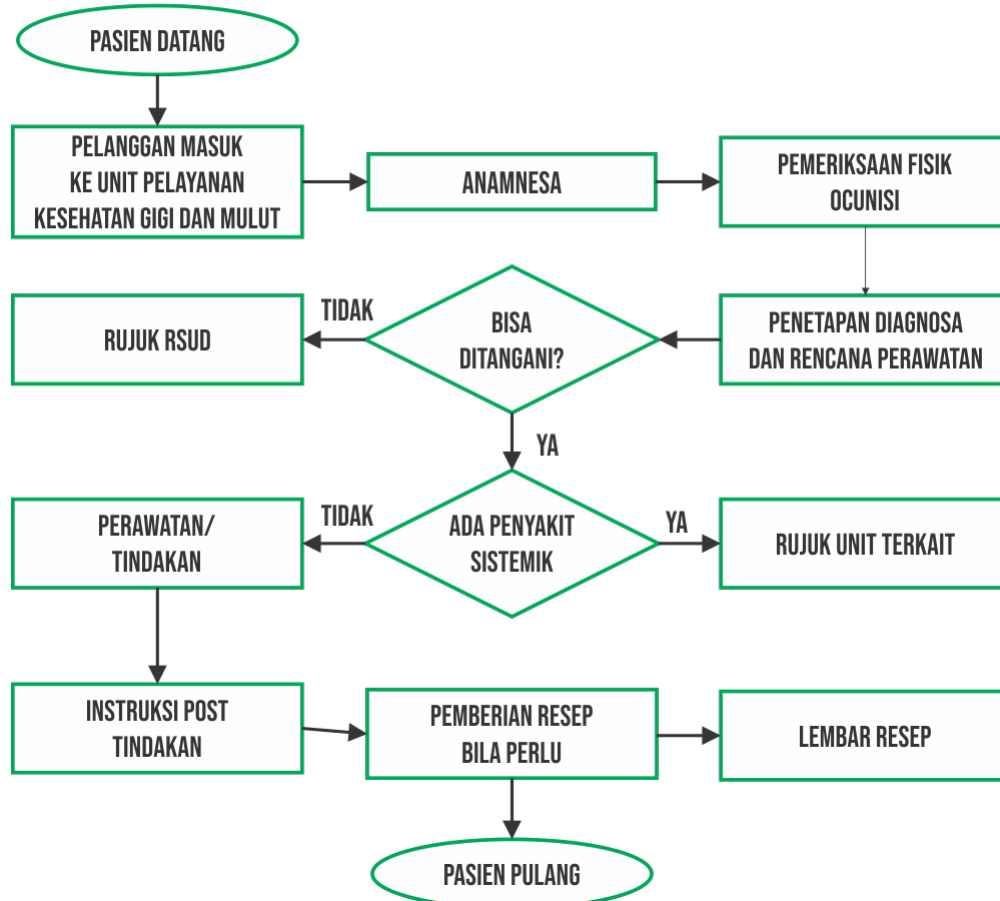 PASIEN DATANG
PELANGGAN MASUK
KE UNIT PELAYANAN
KESEHATAN GIGI DAN MULUT
ANAMNESA
PEMERIKSAAN FISIK
OCUNISI
RUJUK RSUD
TIDAK
BISA
DITANGANI?
PENETAPAN DIAGNOSA
DAN RENCANA PERAWATAN
YA
PERAWATAN/
TINDAKAN
TIDAK
ADA PENYAKIT
SISTEMIK
YA
RUJUK UNIT TERKAIT
INSTRUKSI POST
TINDAKAN
PEMBERIAN RESEP
BILA PERLU
LEMBAR RESEP
PASIEN PULANG